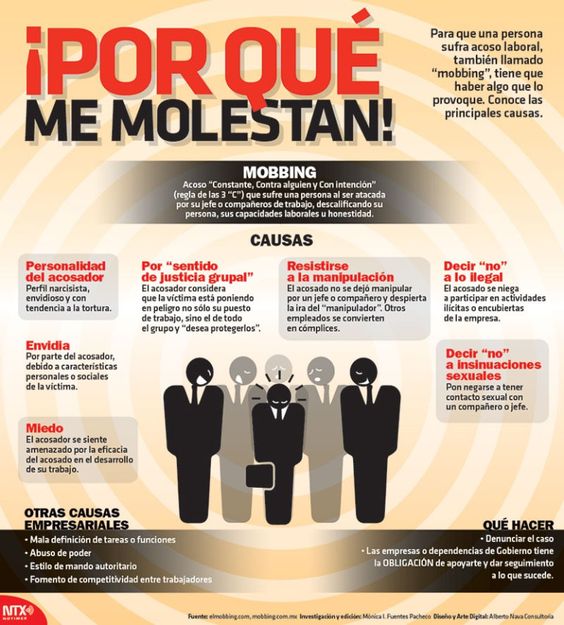 ¡POR QUÉ
ME MOLESTAN!
Para que una persona
sufra acoso laboral,
también llamado
“mobbing”, tiene que
haber algo que lo
provoque. Conoce las
principales causas.
MOBBING
Acoso “Constante, Contra alguien y Con intención”
(regla de las 3 “C”) que sufre una persona al ser atacada
por su jefe o compañeros de trabajo, descalificando su
persona, sus capacidades laborales u honestidad.
CAUSAS
Personalidad
del acosador
Perfil narcisista,
envidioso y con
tendencia a la tortura.
Por “sentido
de justicia grupal”
El acosador considera
que la víctima está poniendo
en peligro no sólo su puesto
de trabajo, sino el de todo
el grupo y “desea protegerlos”.
Resistirse
a la manipulación
El acosado no se dejó manipular
por un jefe o compañero y despierta
la ira del “manipulador”. Otros
empleados se convierten
en cómplices.
Decir “no”
a lo ilegal
El acosado se niega
a participar en actividades
ilícitas o encubiertas
de la empresa.
Envidia
Por parte del acosador,
debido a características
personales o sociales
de la víctima.
Decir “no”
a insinuaciones
sexuales
Pon negarse a tener
contacto sexual con
un compañero o jefe.
Miedo
El acosador se siente
amenazado por la eficacia
del acosado en el desarrollo
de su trabajo.
OTRAS CAUSAS
EMPRESARIALES
• Mala definición de tareas o funciones
• Abuso de poder
• Estilo de mando autoritario
• Fomento de competitividad entre trabajadores
QUÉ HACER
• Denunciar el caso
• Las empresas o dependencias de Gobierno tiene
la OBLIGACIÓN de apoyarte y dar seguimiento
a lo que sucede.
NTX
NOTIMEX
Fuente: elmobbing.com, mobbing.com.mx Investigación y edición: Mónica I. Fuentes Pacheco Diseño y Arte Digital: Alberto Nava Consultoría